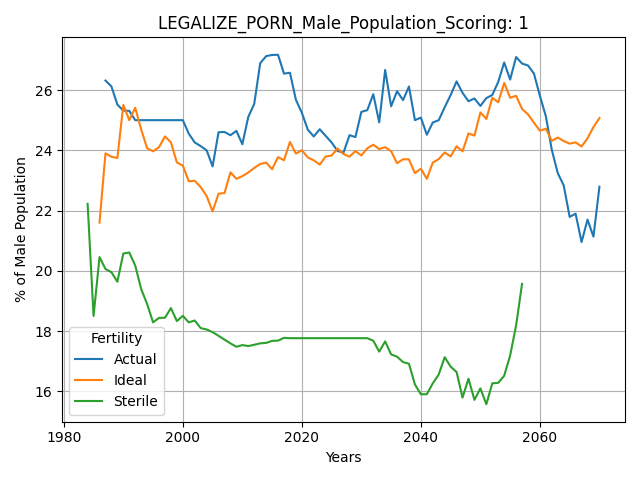 LEGALIZE_PORN_Male_Population_Scoring: 1
% of Male Population
26
24
22
20
18
16
Fertility
Actual
Ideal
Sterile
1980 2000 2020 2040 2060
Years